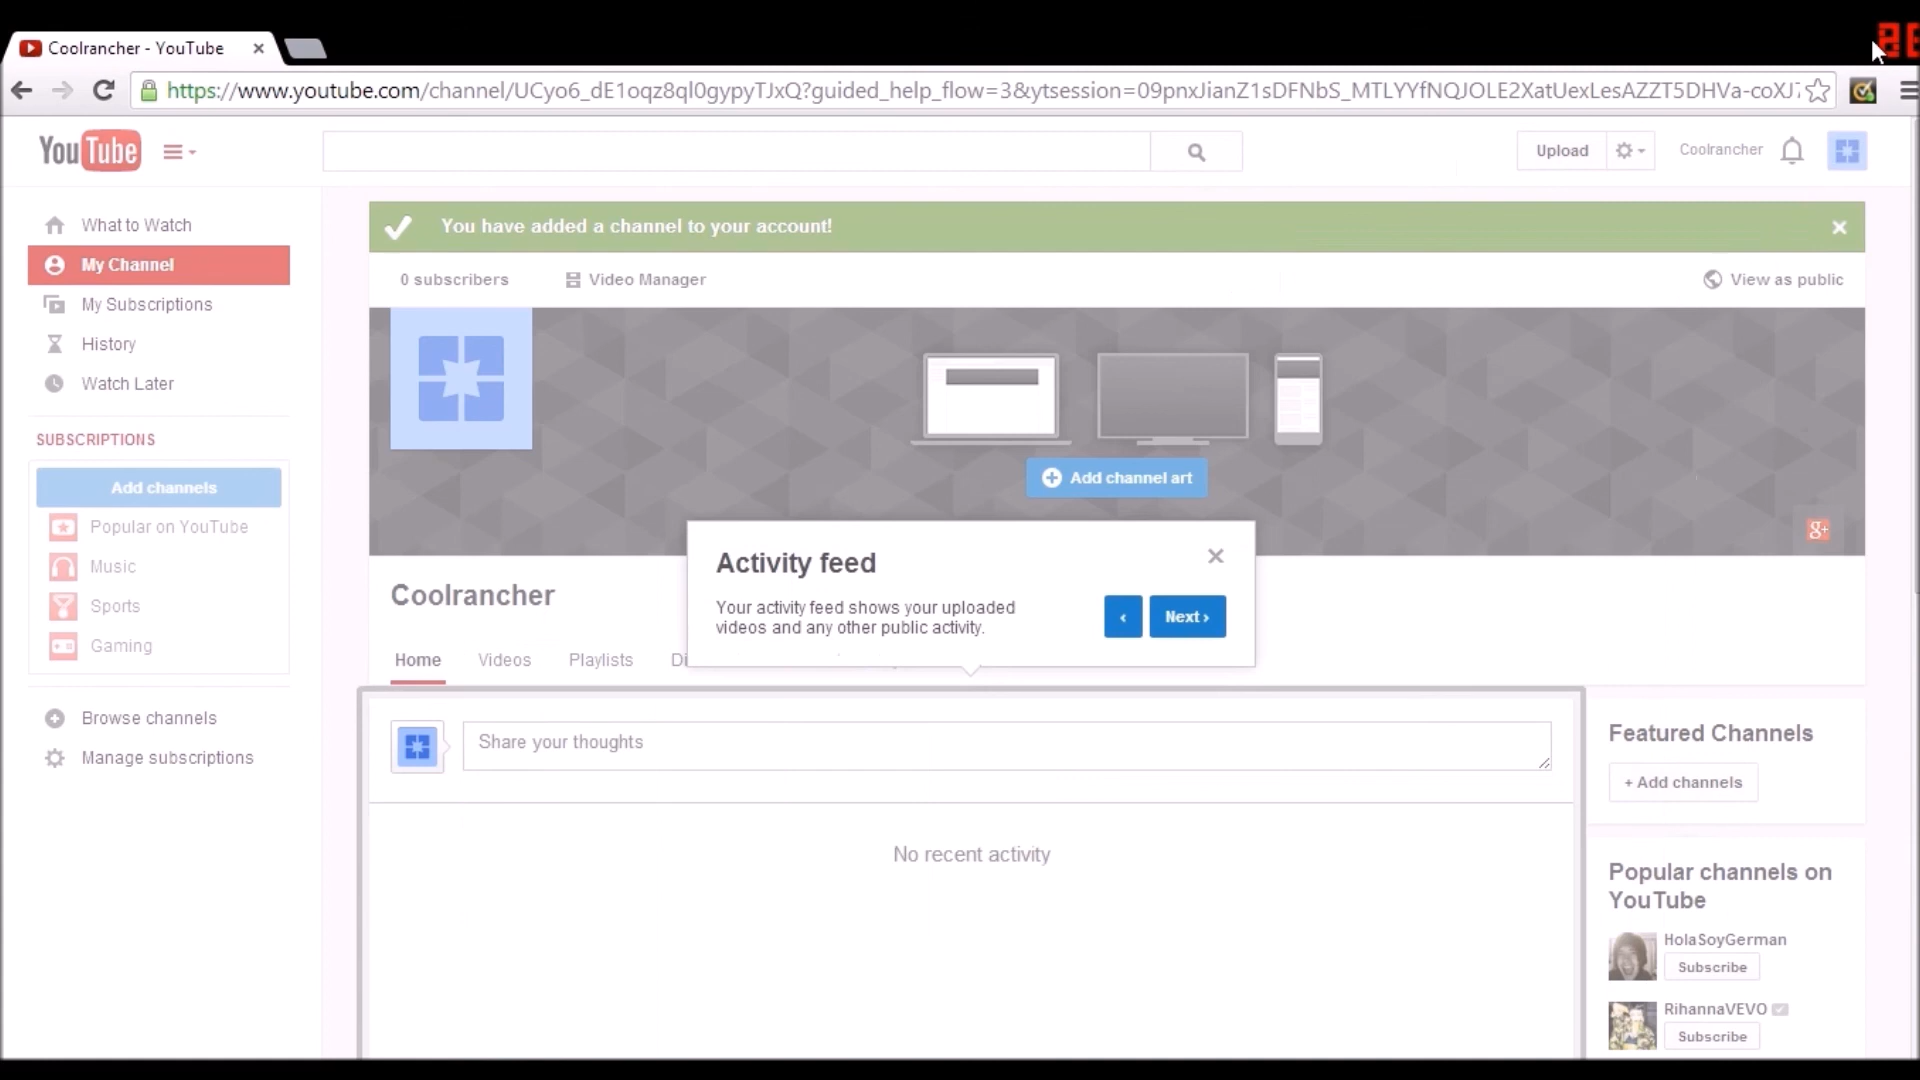 Coolrancher - YouTube
https://www.youtube.com/channel/UCyo6_dE1oqz8ql0gypyTJxQ?guided_help_flow=3&ytsession=09pnxJianZ1sDFNbS_MTLYYfNQJOLE2XatUexLesAZZT5DHVa-coXJ7
YouTube
Upload
Coolrancher
What to Watch
My Channel
My Subscriptions
History
Watch Later
SUBSCRIPTIONS
Add channels
Popular on YouTube
Music
Sports
Gaming
Browse channels
Manage subscriptions
You have added a channel to your account!
0 subscribers
Video Manager
View as public
Add channel art
g+
Coolrancher
Activity feed
Your activity feed shows your uploaded
videos and any other public activity.
Next ›
Home
Videos
Playlists
Di
Share your thoughts
No recent activity
Featured Channels
+ Add channels
Popular channels on
YouTube
HolaSoyGerman
Subscribe
RihannaVEVO
Subscribe